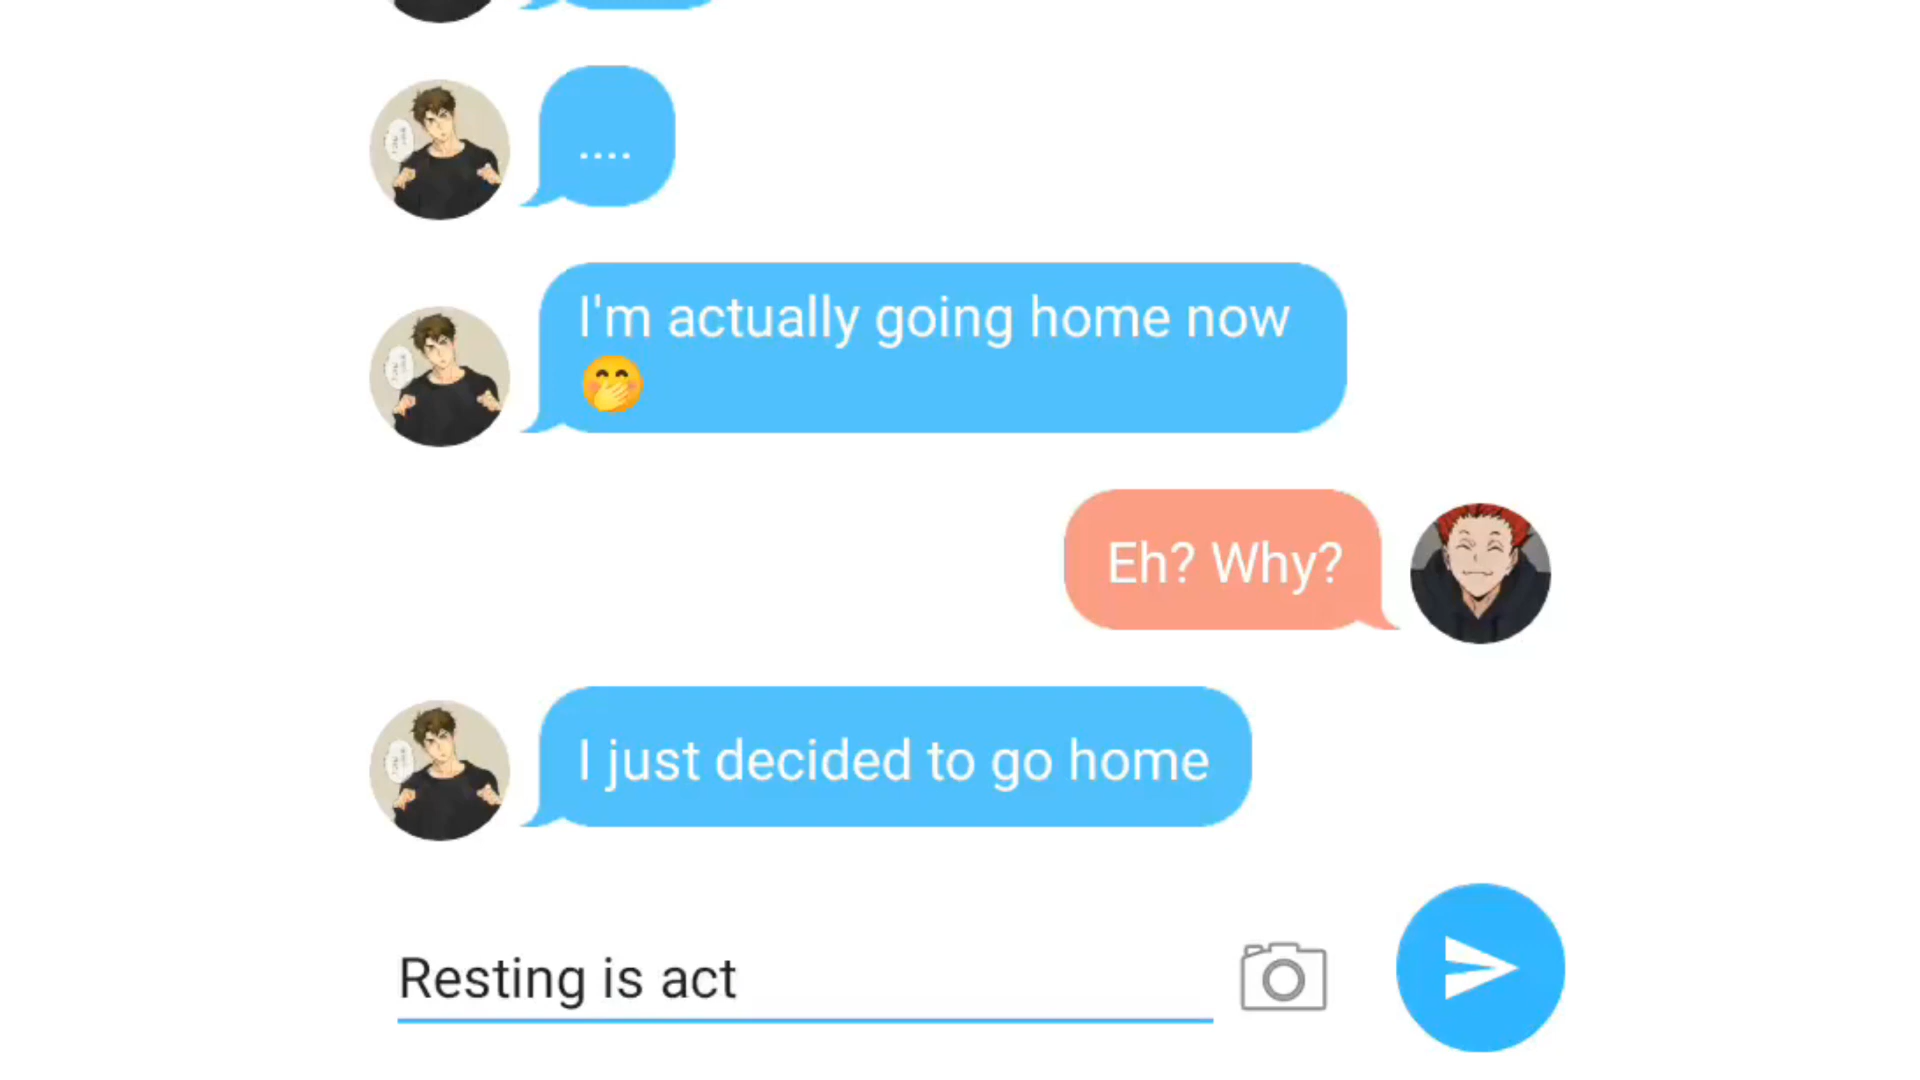 ....
I'm actually going home now
🤭
Eh? Why?
I just decided to go home
Resting is act